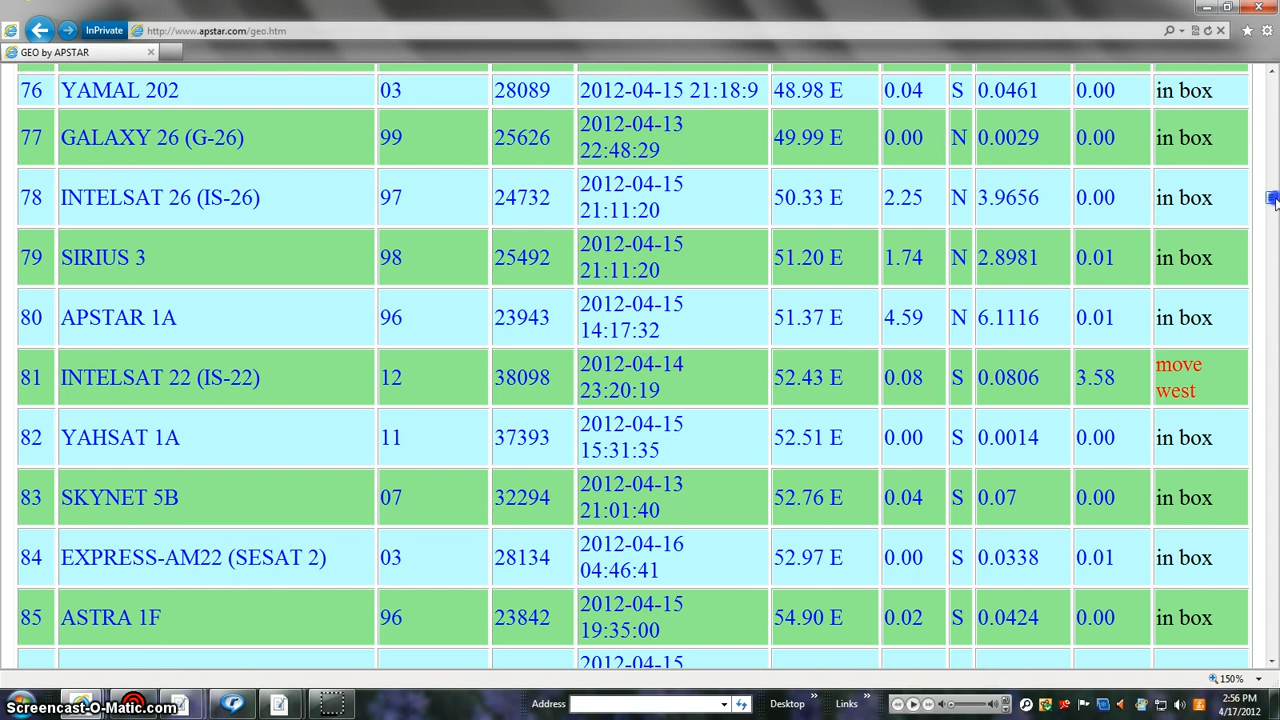 InPrivate http://www.apstar.com/geo.htm
GEO by APSTAR
76 YAMAL 202 03 28089 2012-04-15 21:18:9 48.98 E 0.04 S 0.0461 0.00 in box
77 GALAXY 26 (G-26) 99 25626 2012-04-13 22:48:29 49.99 E 0.00 N 0.0029 0.00 in box
78 INTELSAT 26 (IS-26) 97 24732 2012-04-15 21:11:20 50.33 E 2.25 N 3.9656 0.00 in box
79 SIRIUS 3 98 25492 2012-04-15 21:11:20 51.20 E 1.74 N 2.8981 0.01 in box
80 APSTAR 1A 96 23943 2012-04-15 14:17:32 51.37 E 4.59 N 6.1116 0.01 in box
81 INTELSAT 22 (IS-22) 12 38098 2012-04-14 23:20:19 52.43 E 0.08 S 0.0806 3.58 move west
82 YAHSAT 1A 11 37393 2012-04-15 15:31:35 52.51 E 0.00 S 0.0014 0.00 in box
83 SKYNET 5B 07 32294 2012-04-13 21:01:40 52.76 E 0.04 S 0.07 0.00 in box
84 EXPRESS-AM22 (SESAT 2) 03 28134 2012-04-16 04:46:41 52.97 E 0.00 S 0.0338 0.01 in box
85 ASTRA 1F 96 23842 2012-04-15 19:35:00 54.90 E 0.02 S 0.0424 0.00 in box
2012-04-15
150%
Screencast-O-Matic.com Address Desktop Links 2:56 PM
4/17/2012